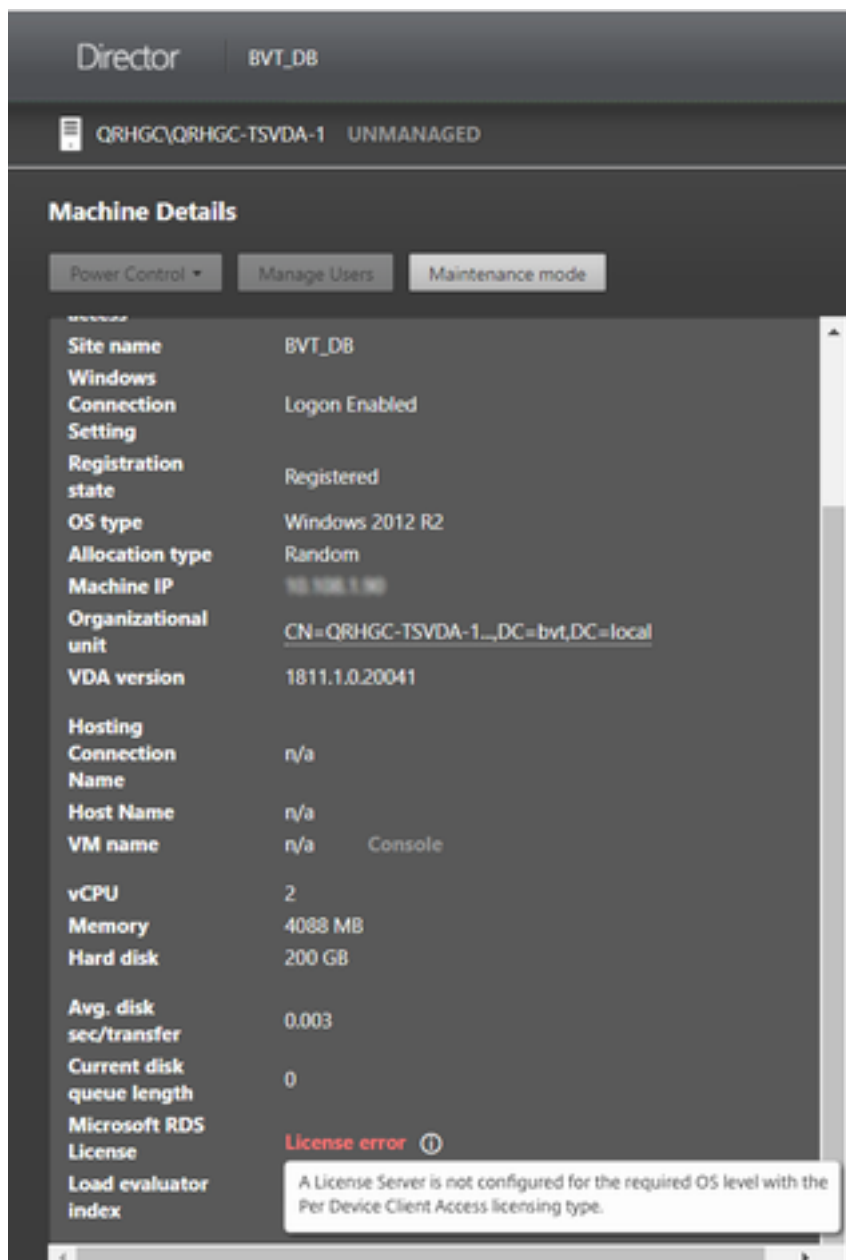 Director BVT_DB
QRHGC\QRHGC-TSVDA-1 UNMANAGED
Machine Details
Power Control Manage Users Maintenance mode
access
Site name BVT_DB
Windows
Connection Logon Enabled
Setting
Registration
state Registered
OS type Windows 2012 R2
Allocation type Random
Machine IP
Organizational
unit CN=QRHGC-TSVDA-1...,DC=bvt,DC=local
VDA version 1811.1.0.20041
Hosting
Connection n/a
Name
Host Name n/a
VM name n/a Console
vCPU 2
Memory 4088 MB
Hard disk 200 GB
Avg. disk
sec/transfer 0.003
Current disk
queue length 0
Microsoft RDS
License License error
Load evaluator
index
A License Server is not configured for the required OS level with the
Per Device Client Access licensing type.